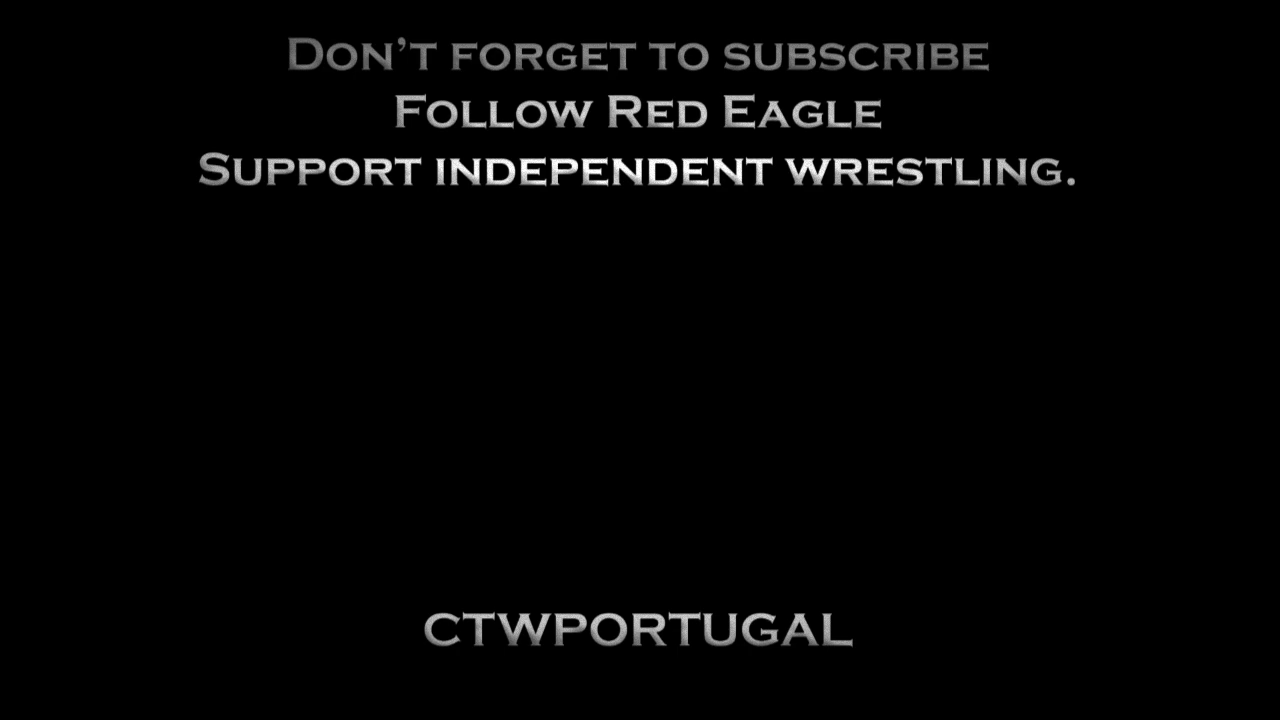 Don’t forget to subscribe
Follow Red Eagle
Support independent wrestling.
CTWPORTUGAL